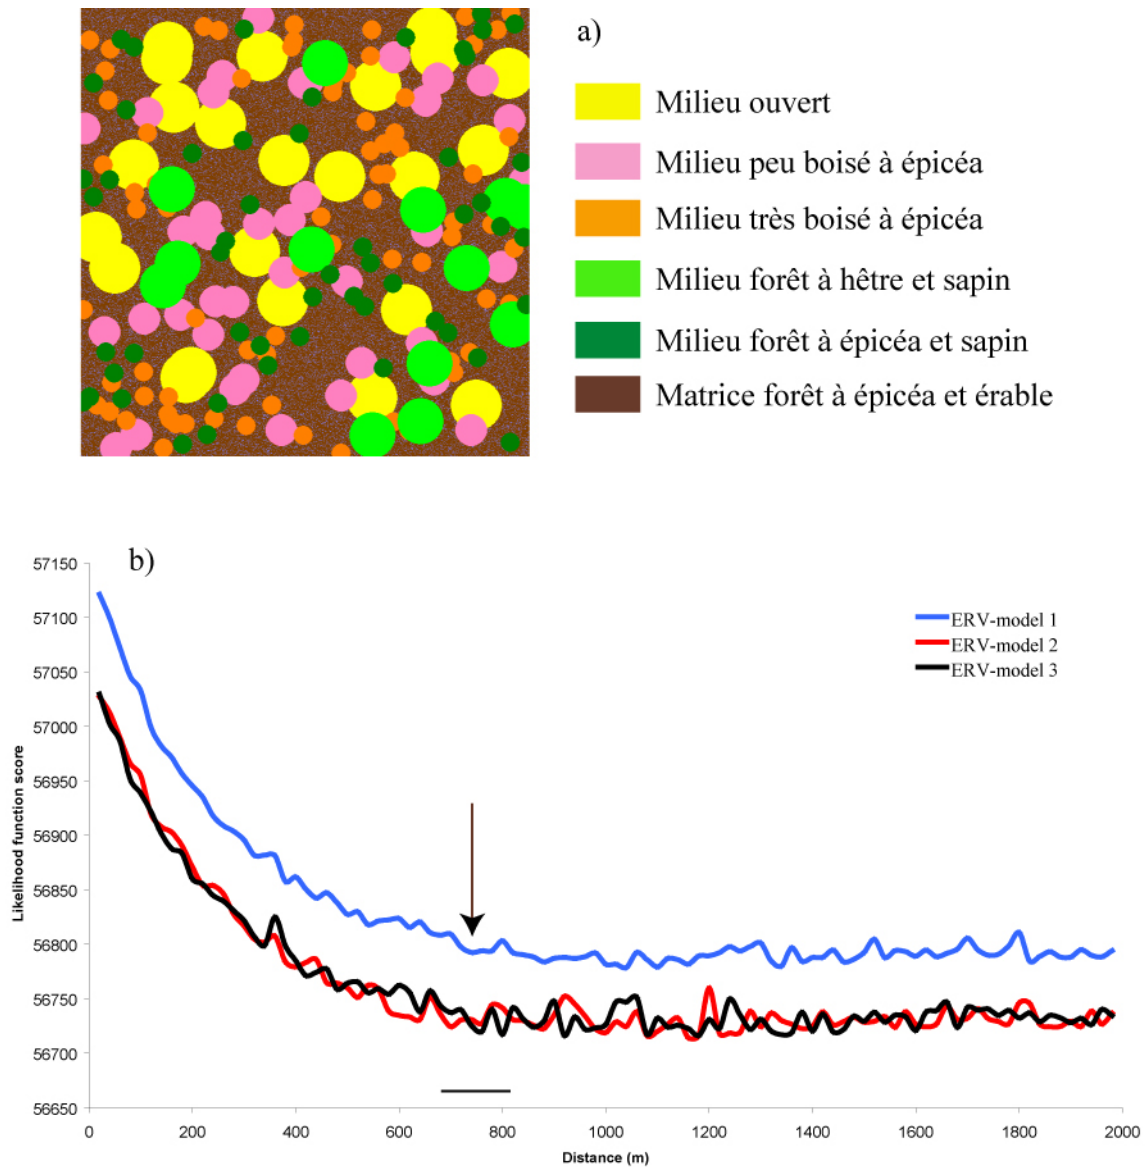 a)
Milieu ouvert
Milieu peu boisé à épicéa
Milieu très boisé à épicéa
Milieu forêt à hêtre et sapin
Milieu forêt à épicéa et sapin
Matrice forêt à épicéa et érable
b)
57150
57100
57050
57000
56950
56900
56850
56800
56750
56700
56650
Likelihood function score
ERV-model 1
ERV-model 2
ERV-model 3
0 200 400 600 800 1000 1200 1400 1600 1800 2000
Distance (m)